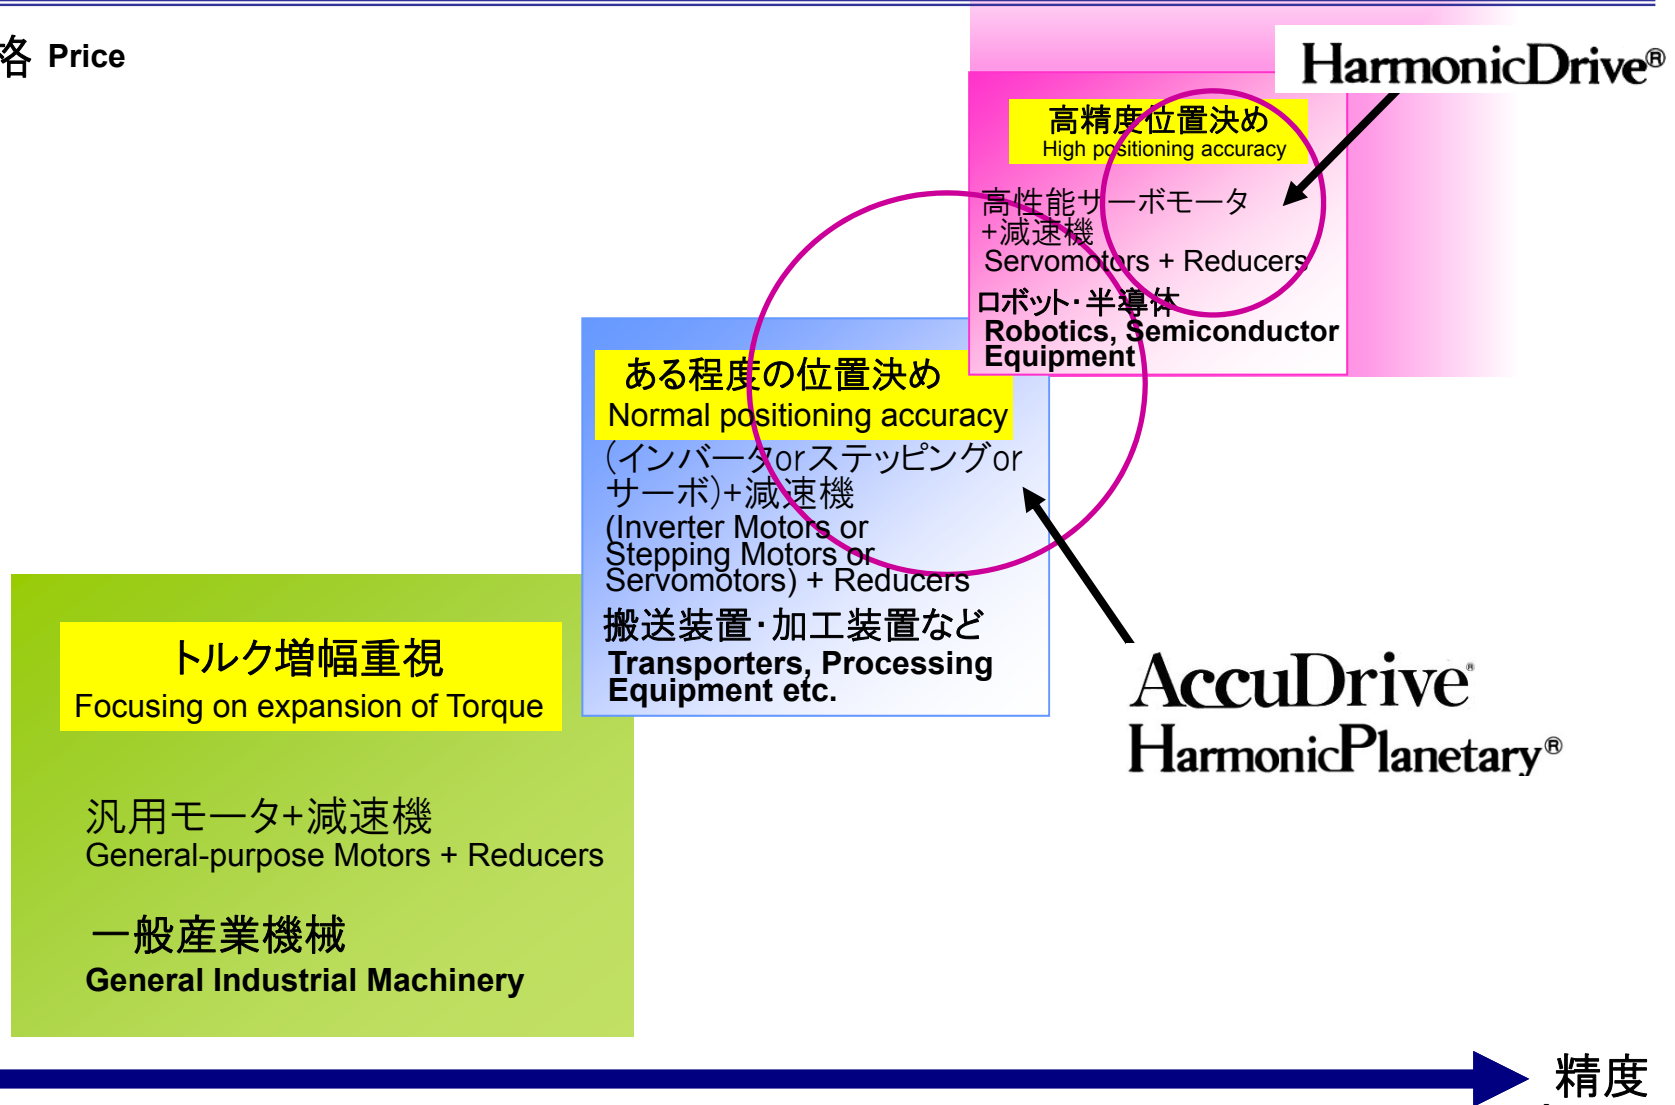 格 Price
HarmonicDrive®
高精度位置決め
High positioning accuracy
高性能サーボモータ
+減速機
Servomotors + Reducers
ロボット・半導体
Robotics, Semiconductor
Equipment
ある程度の位置決め
Normal positioning accuracy
(インバータorステッピングor
サーボ)+減速機
(Inverter Motors or
Stepping Motors or
Servomotors) + Reducers
搬送装置・加工装置など
Transporters, Processing
Equipment etc.
AccuDrive®
HarmonicPlanetary®
トルク増幅重視
Focusing on expansion of Torque
汎用モータ+減速機
General-purpose Motors + Reducers
一般産業機械
General Industrial Machinery
精度